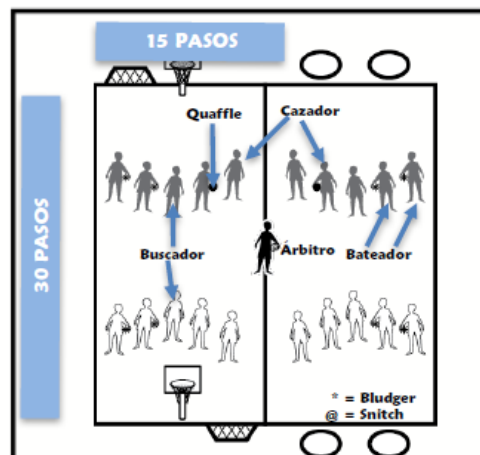 15 PASOS
30 PASOS
Quaffle
Cazador
Buscador
Árbitro
Bateador
* = Bludger
@ = Snitch